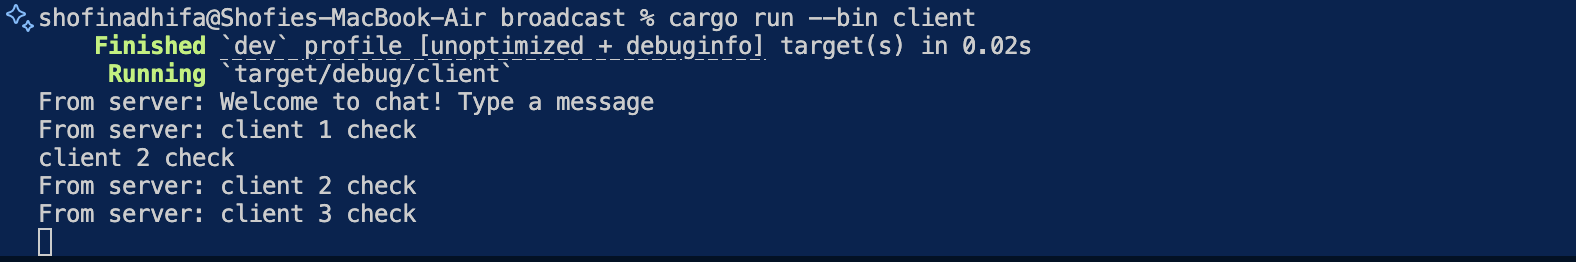 shofinadhifa@Shofies-MacBook-Air broadcast % cargo run --bin client
Finished `dev` profile [unoptimized + debuginfo] target(s) in 0.02s
Running `target/debug/client`
From server: Welcome to chat! Type a message
From server: client 1 check
client 2 check
From server: client 2 check
From server: client 3 check